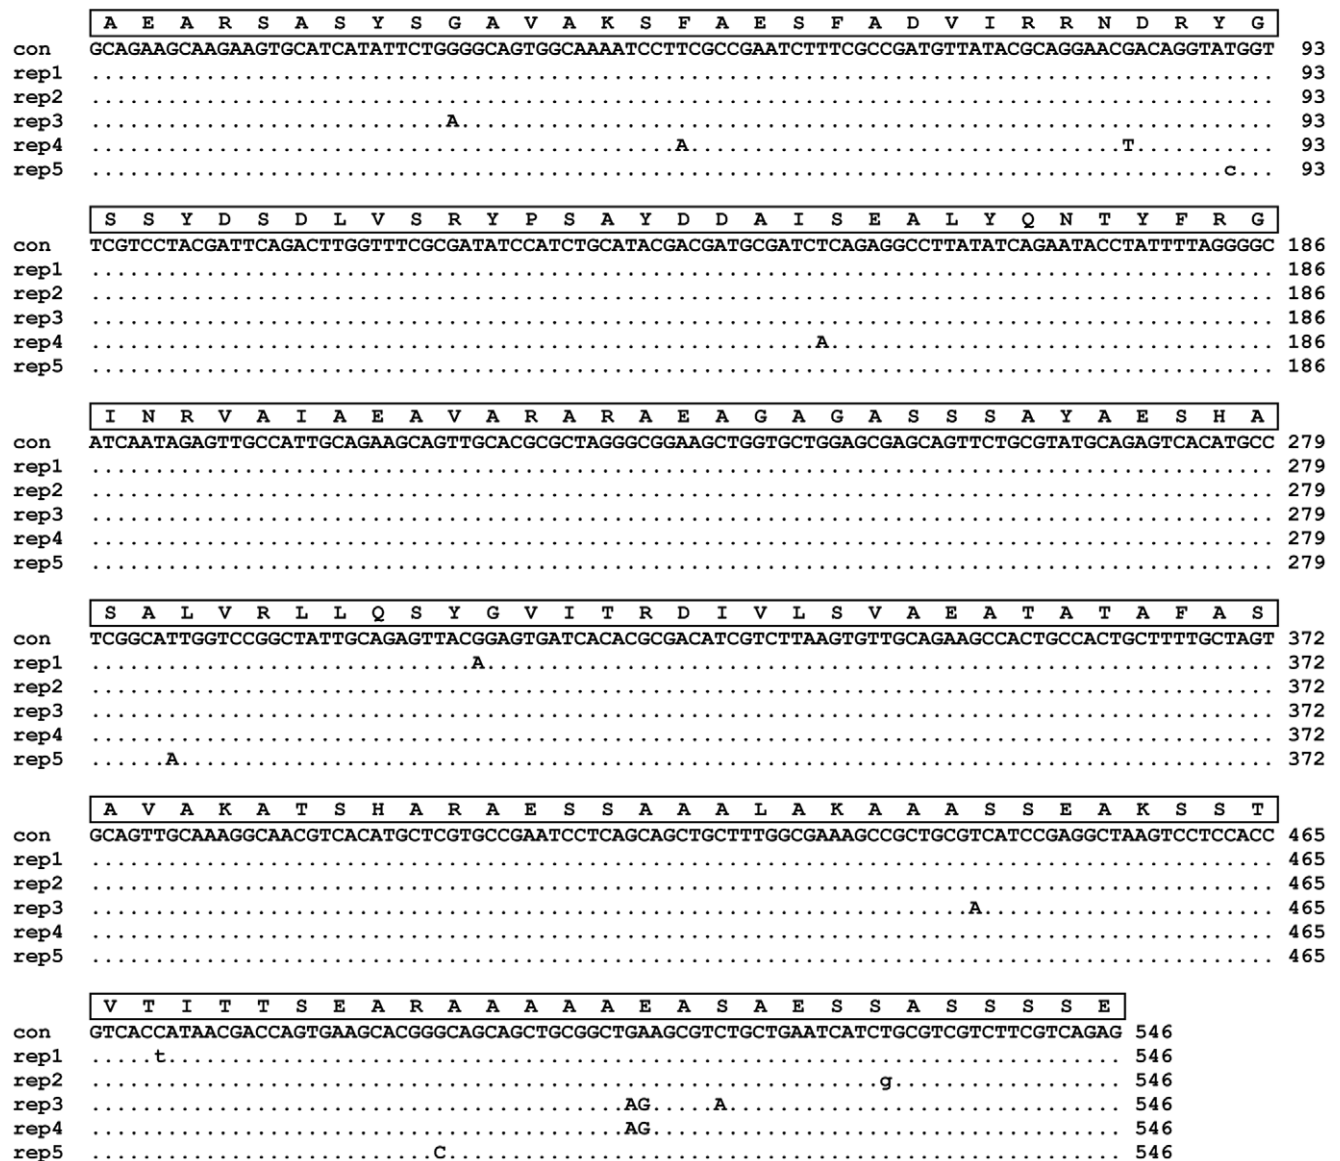 A E A R S A S Y S G A V A K S F A E S F A D V I R R N D R Y G
con GCAGAAGCAAGAAGTGCATCATATTCTGGGGCAGTGGCAAAATCCTTCGCCGAATCTTTCGCCGATGTTATACGCAGGAACGACAGGTATGGT 93
rep1 ............................................................................................. 93
rep2 ............................................................................................. 93
rep3 ............................A................................................................ 93
rep4 ..............................................A..................................T........... 93
rep5 .........................................................................................c... 93
S S Y D S D L V S R Y P S A Y D D A I S E A L Y Q N T Y F R G
con TCGTCCTACGATTCAGACTTGGTTTCGCGATATCCATCTGCATACGACGATGCGATCTCAGAGGCCTTATATCAGAATACCTATTTTAGGGGC 186
rep1 ............................................................................................. 186
rep2 ............................................................................................. 186
rep3 ............................................................................................. 186
rep4 .........................................................A................................... 186
rep5 ............................................................................................. 186
I N R V A I A E A V A R A R A E A G A G A S S S A Y A E S H A
con ATCAATAGAGTTGCCATTGCAGAAGCAGTTGCACGCGCTAGGGCGGAAGCTGGTGCTGGAGCGAGCAGTTCTGCGTATGCAGAGTCACATGCC 279
rep1 ............................................................................................. 279
rep2 ............................................................................................. 279
rep3 ............................................................................................. 279
rep4 ............................................................................................. 279
rep5 ............................................................................................. 279
S A L V R L L Q S Y G V I T R D I V L S V A E A T A T A F A S
con TCGGCATTGGTCCGGCTATTGCAGAGTTACGGAGTGATCACACGCGACATCGTCTTAAGTGTTGCAGAAGCCACTGCCACTGCTTTTGCTAGT 372
rep1 ..............................A.............................................................. 372
rep2 ............................................................................................. 372
rep3 ............................................................................................. 372
rep4 ............................................................................................. 372
rep5 ......A...................................................................................... 372
A V A K A T S H A R A E S S A A A L A K A A A S S E A K S S T
con GCAGTTGCAAAGGCAACGTCACATGCTCGTGCCGAATCCTCAGCAGCTGCTTTGGCGAAAGCCGCTGCGTCATCCGAGGCTAAGTCCTCCACC 465
rep1 ............................................................................................. 465
rep2 ............................................................................................. 465
rep3 .....................................................................A....................... 465
rep4 ............................................................................................. 465
rep5 ............................................................................................. 465
V T I T T S E A R A A A A A E A S A E S S A S S S S E
con GTCACCATAACGACCAGTGAAGCACGGGCAGCAGCTGCGGCTGAAGCGTCTGCTGAATCATCTGCGTCGTCTTCGTCAGAG 546
rep1 .....t........................................................................... 546
rep2 ..............................................................g.................. 546
rep3 ..........................................AG.....A............................... 546
rep4 ..........................................AG..................................... 546
rep5 ...........................C..................................................... 546